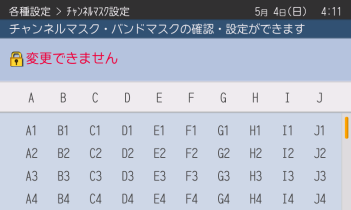 各種設定 > ﾁｬﾝﾈﾙﾏｽｸ設定 5月 4日(日) 4:11
チャンネルマスク・バンドマスクの確認・設定ができます
変更できません
A B C D E F G H I J
A1 B1 C1 D1 E1 F1 G1 H1 I1 J1
A2 B2 C2 D2 E2 F2 G2 H2 I2 J2
A3 B3 C3 D3 E3 F3 G3 H3 I3 J3
A4 B4 C4 D4 E4 F4 G4 H4 I4 J4